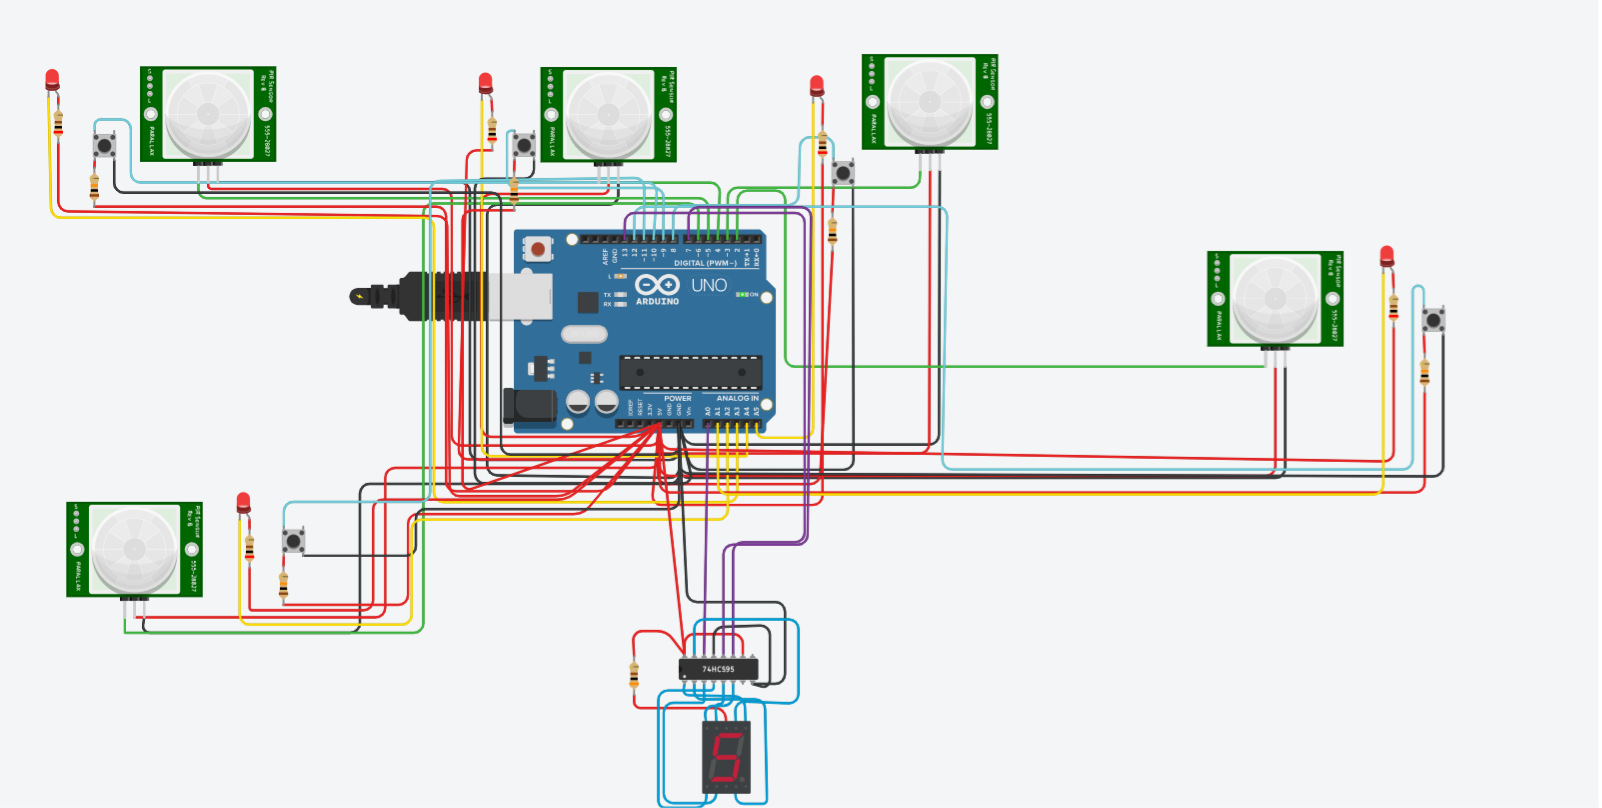 PIR Sensor
Rev B
555-28027
PARALLAX
S
L
PIR Sensor
Rev B
555-28027
PARALLAX
S
L
PIR Sensor
Rev B
555-28027
PARALLAX
S
L
AREF
GND
13
12
~11
~10
~9
8
7
~6
~5
4
~3
2
TX→1
RX←0
DIGITAL (PWM~)
L
TX
RX
ARDUINO
UNO
ON
PIR Sensor
Rev B
555-28027
PARALLAX
S
L
POWER
ANALOG IN
IOREF
RESET
3.3V
5V
GND
GND
Vin
A0
A1
A2
A3
A4
A5
PIR Sensor
Rev B
555-28027
PARALLAX
S
L
74HC595
5